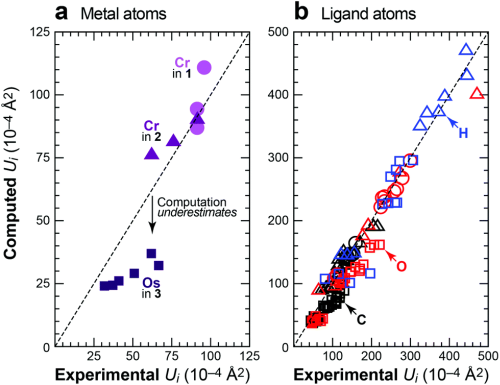 a Metal atoms
125
100
75
50
25
0
0 25 50 75 100 125
Computed Ui (10–4 Å2)
Experimental Ui (10–4 Å2)
Cr
in 1
Cr
in 2
Computation
underestimates
Os
in 3
b Ligand atoms
500
400
300
200
100
0
0 100 200 300 400 500
Experimental Ui (10–4 Å2)
H
O
C